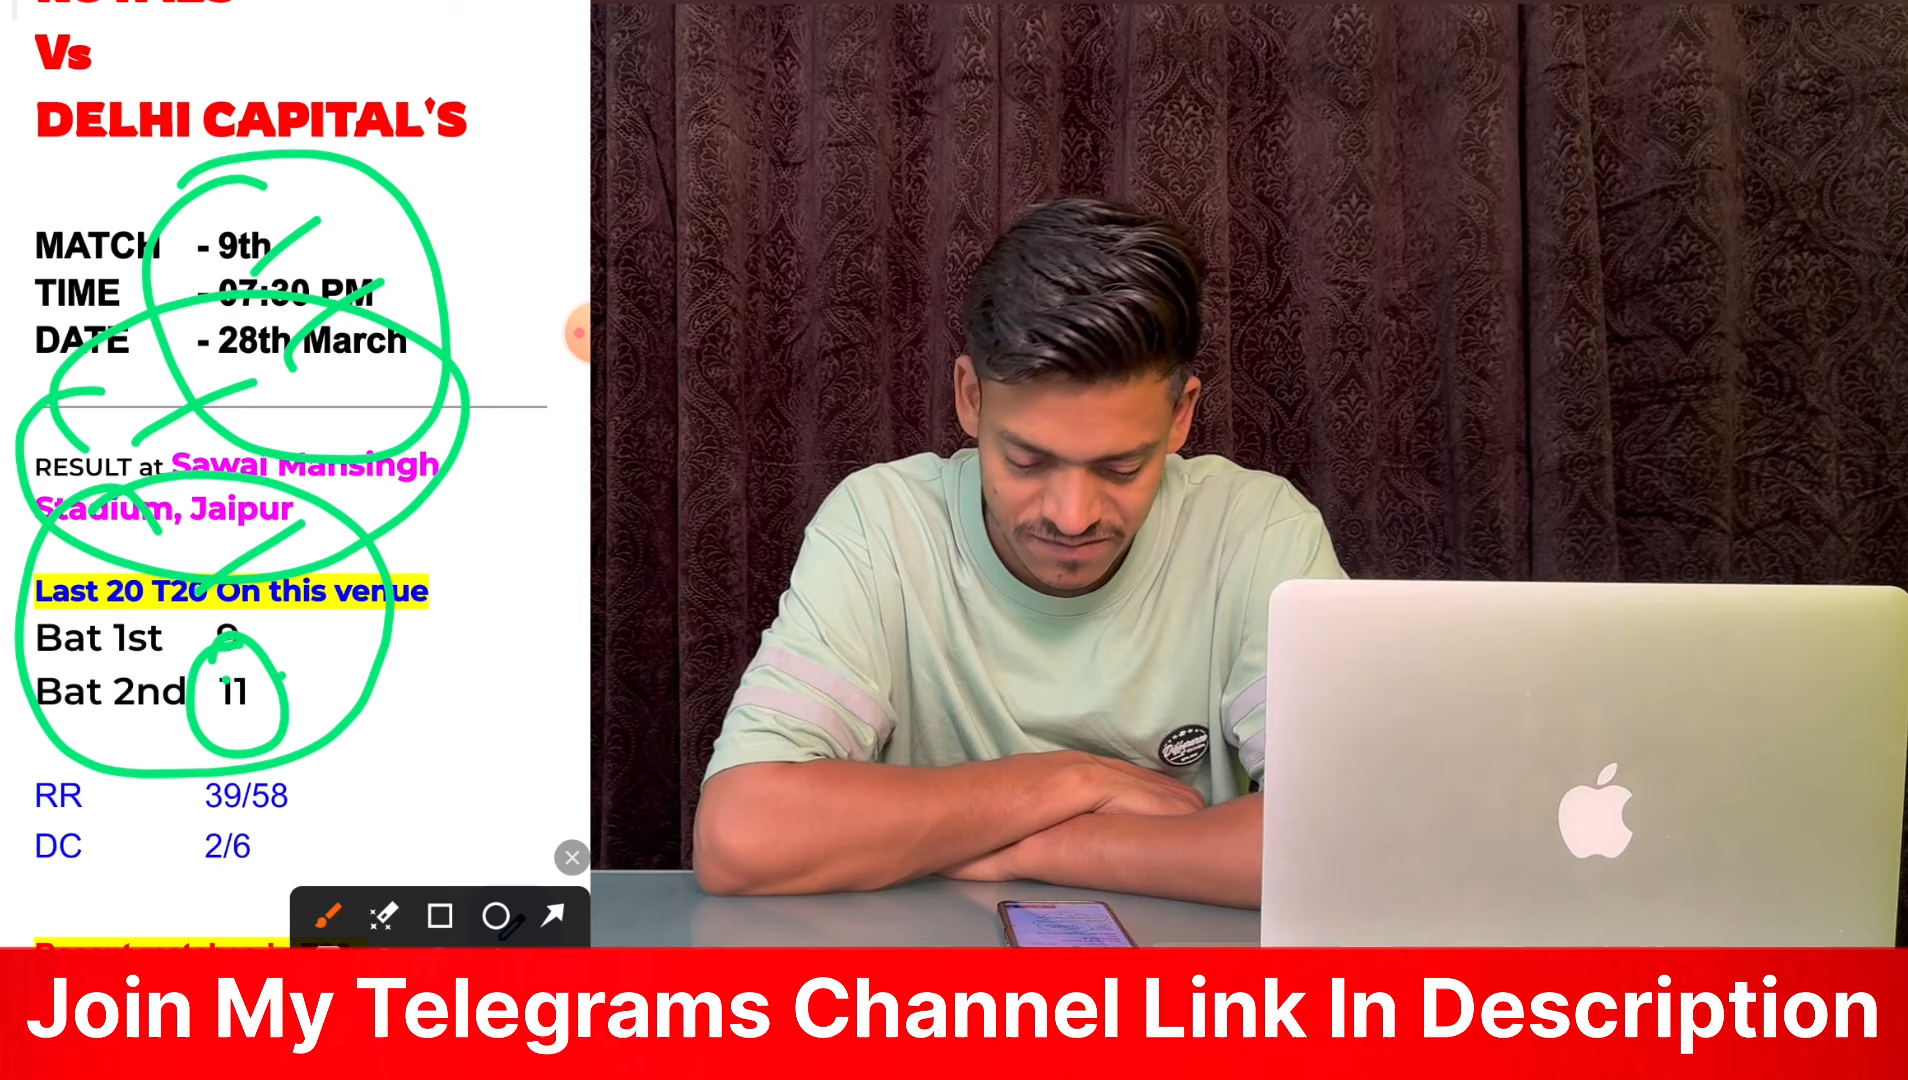 ROYALS
Vs
DELHI CAPITAL'S
MATCH - 9th
TIME - 07:30 PM
DATE - 28th March
RESULT at Sawai Mansingh
Stadium, Jaipur
Last 20 T20 On this venue
Bat 1st 9
Bat 2nd 11
RR 39/58
DC 2/6
Join My Telegrams Channel Link In Description